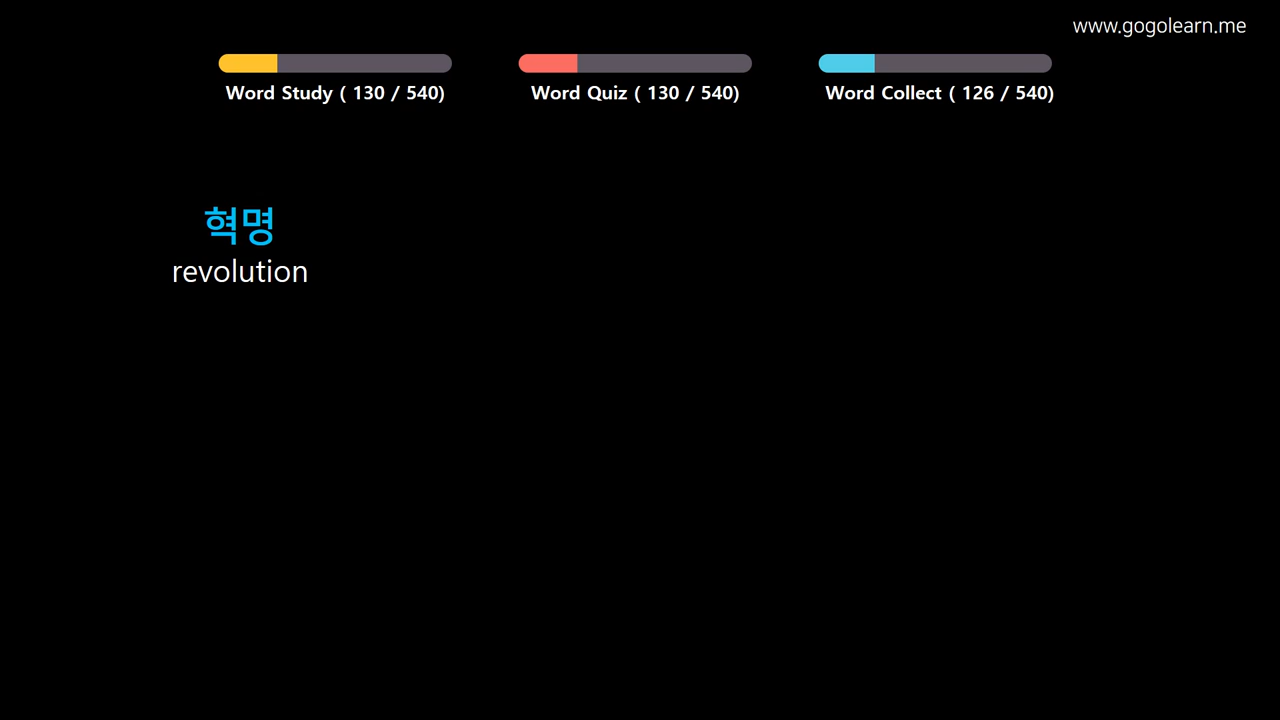 www.gogolearn.me
Word Study ( 130 / 540)
Word Quiz ( 130 / 540)
Word Collect ( 126 / 540)
혁명
revolution